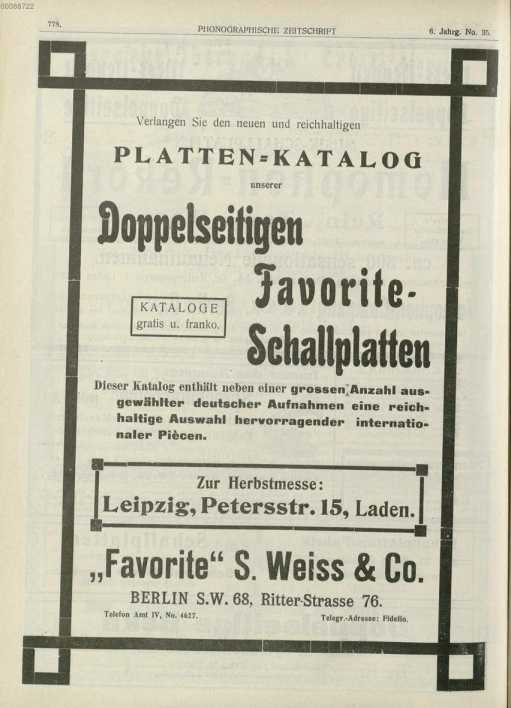 00086722
778.
PHONOGRAPHISCHE ZEITSCHRIFT
6. Jahrg. No. 35.
Verlangen Sie den neuen und reichhaltigen
PLATTEN=KATALOG
unserer
Doppelseitigen
Favorite-
KATALOGE
gratis u. franko.
Schallplatten
Dieser Katalog enthält neben einer grossen Anzahl aus-
gewählter deutscher Aufnahmen eine reich-
haltige Auswahl hervorragender internatio-
naler Piècen.
Zur Herbstmesse:
Leipzig, Petersstr. 15, Laden.
„Favorite“ S. Weiss & Co.
BERLIN S.W. 68, Ritter-Strasse 76.
Telefon Amt IV, No. 4627.
Telegr.-Adresse: Fidelio.